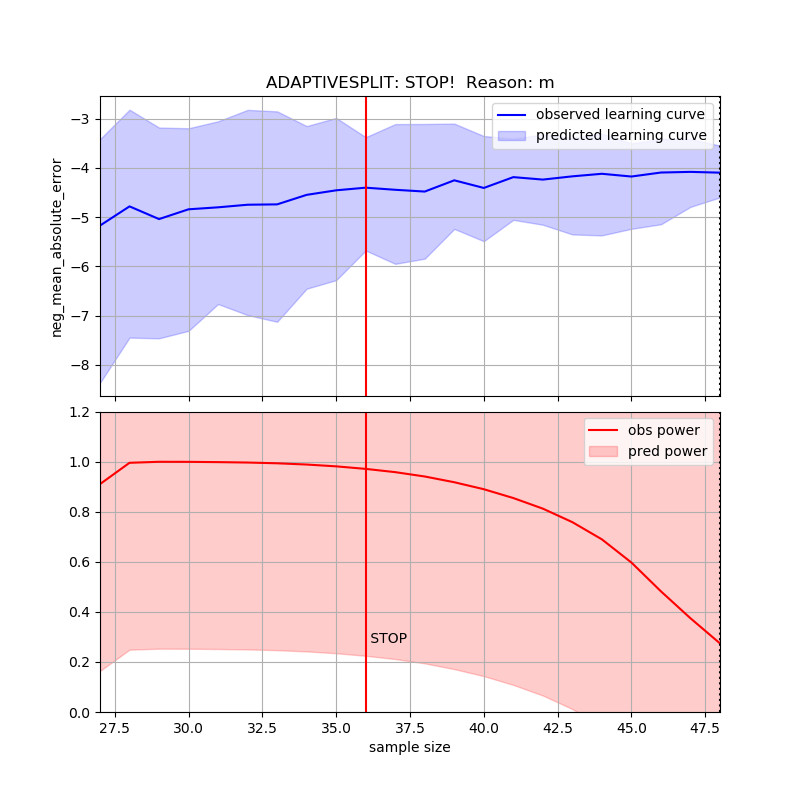 ADAPTIVESPLIT: STOP!  Reason: m
observed learning curve
predicted learning curve
neg_mean_absolute_error
−3
−4
−5
−6
−7
−8
obs power
pred power
STOP
1.2
1.0
0.8
0.6
0.4
0.2
0.0
27.5 30.0 32.5 35.0 37.5 40.0 42.5 45.0 47.5
sample size